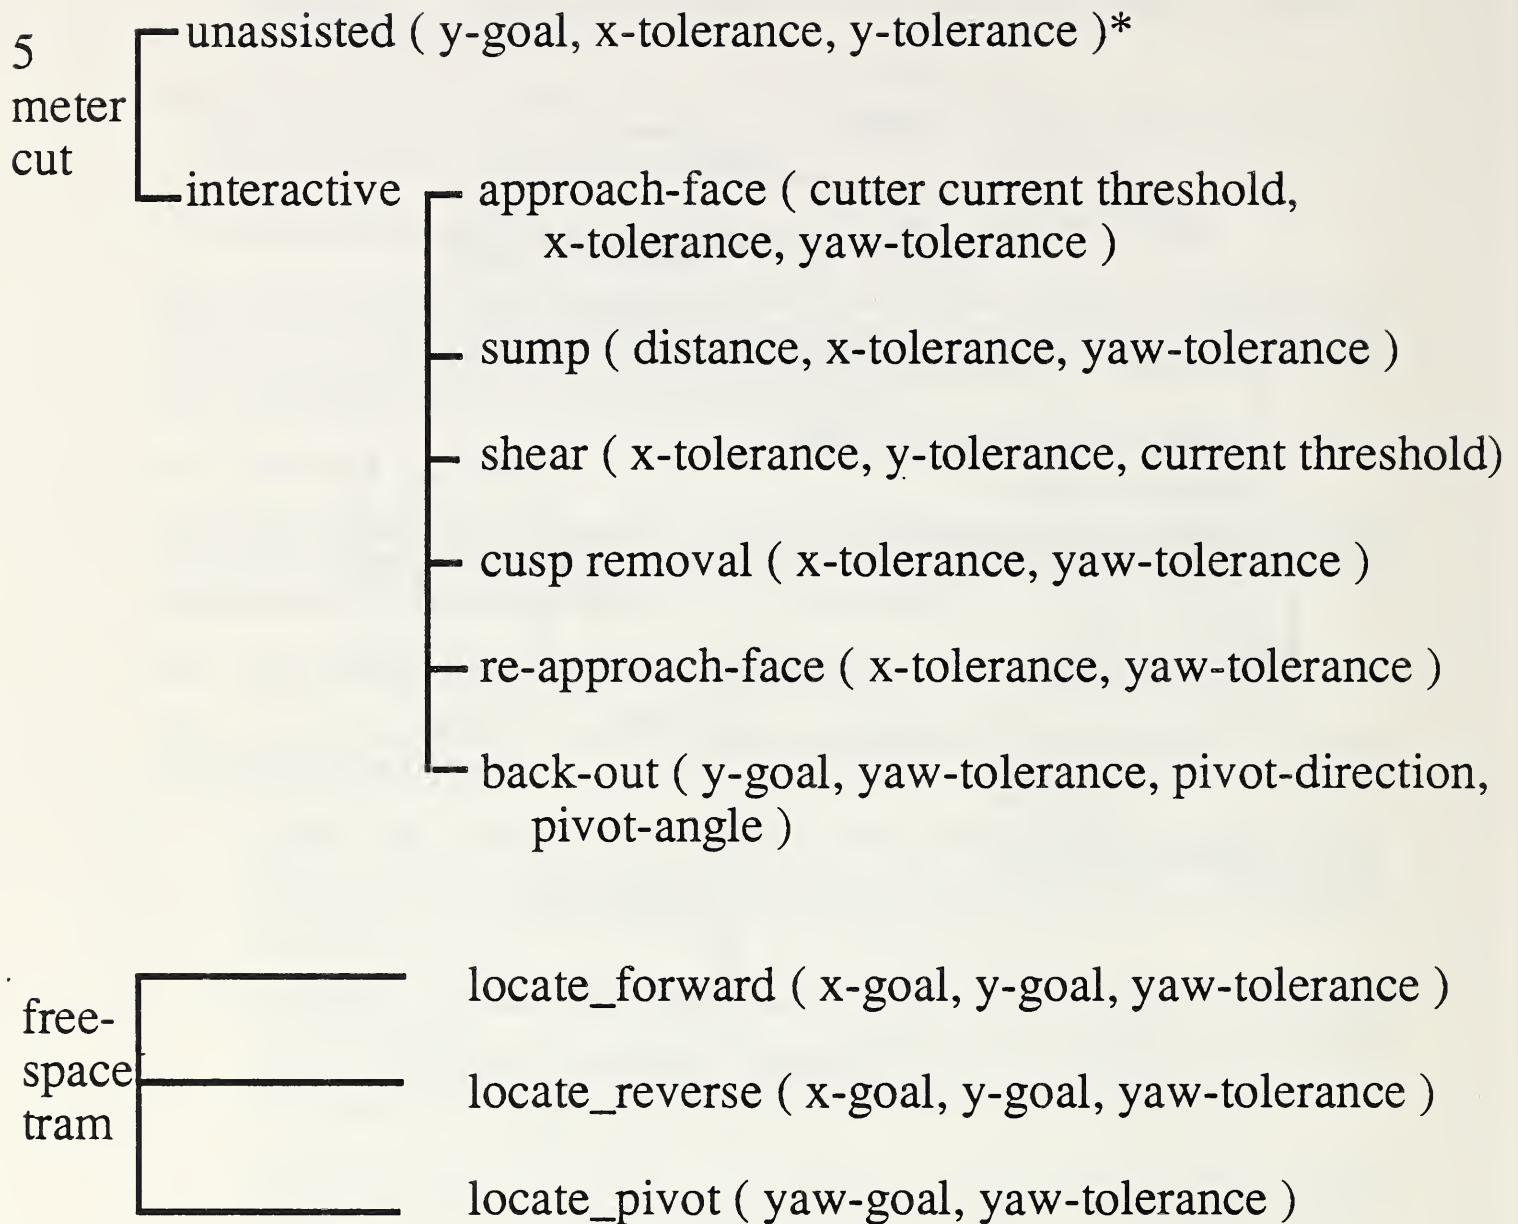 5
meter
cut
unassisted ( y-goal, x-tolerance, y-tolerance )*
interactive
approach-face ( cutter current threshold,
x-tolerance, yaw-tolerance )
sump ( distance, x-tolerance, yaw-tolerance )
shear ( x-tolerance, y-tolerance, current threshold)
cusp removal ( x-tolerance, yaw-tolerance )
re-approach-face ( x-tolerance, yaw-tolerance )
back-out ( y-goal, yaw-tolerance, pivot-direction,
pivot-angle )
free-
space
tram
locate_forward ( x-goal, y-goal, yaw-tolerance )
locate_reverse ( x-goal, y-goal, yaw-tolerance )
locate_pivot ( yaw-goal, yaw-tolerance )